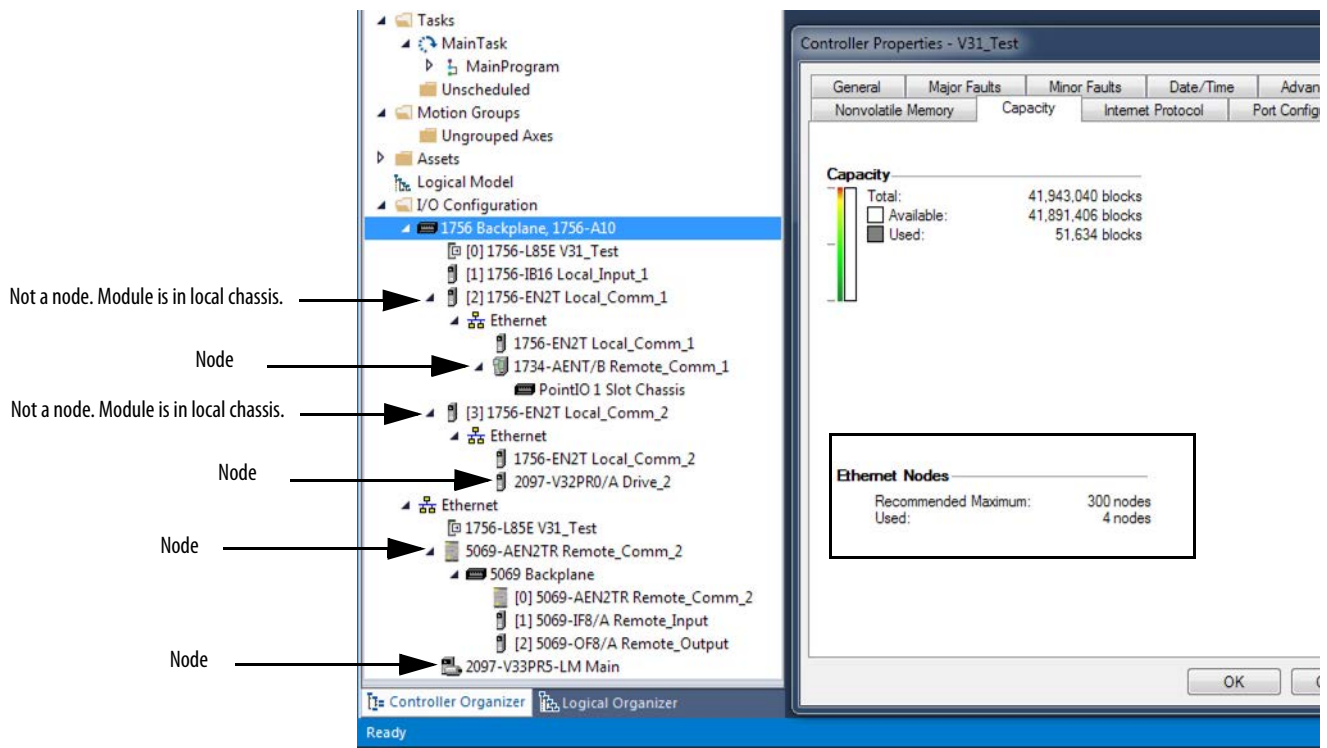 Tasks
MainTask
MainProgram
Unscheduled
Motion Groups
Ungrouped Axes
Assets
Logical Model
I/O Configuration
1756 Backplane, 1756-A10
[0] 1756-L85E V31_Test
[1] 1756-IB16 Local_Input_1
Not a node. Module is in local chassis.
[2] 1756-EN2T Local_Comm_1
Ethernet
1756-EN2T Local_Comm_1
Node
1734-AENT/B Remote_Comm_1
PointIO 1 Slot Chassis
Not a node. Module is in local chassis.
[3] 1756-EN2T Local_Comm_2
Ethernet
1756-EN2T Local_Comm_2
Node
2097-V32PR0/A Drive_2
Ethernet
1756-L85E V31_Test
Node
5069-AEN2TR Remote_Comm_2
5069 Backplane
[0] 5069-AEN2TR Remote_Comm_2
[1] 5069-IF8/A Remote_Input
[2] 5069-OF8/A Remote_Output
Node
2097-V33PR5-LM Main
Controller Organizer Logical Organizer
Ready
Controller Properties - V31_Test
General Major Faults Minor Faults Date/Time Advan
Nonvolatile Memory Capacity Internet Protocol Port Config
Capacity
Total: 41,943,040 blocks
Available: 41,891,406 blocks
Used: 51,634 blocks
Ethernet Nodes
Recommended Maximum: 300 nodes
Used: 4 nodes
OK